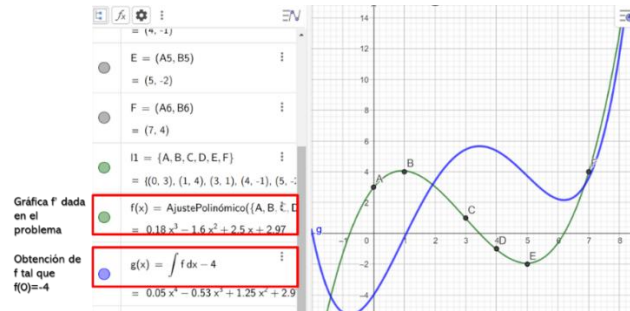 = (4, -1)
E = (A5, B5)
= (5, -2)
F = (A6, B6)
= (7, 4)
l1 = {A, B, C, D, E, F}
= {(0, 3), (1, 4), (3, 1), (4, -1), (5, -2
Gráfica f' dada
en el
problema
f(x) = AjustePolinómico({A, B, C, D
= 0.18 x³ − 1.6 x² + 2.5 x + 2.97
Obtención de
f tal que
f(0)=-4
g(x) = ∫ f dx − 4
= 0.05 x⁴ − 0.53 x³ + 1.25 x² + 2.9
14
12
10
8
6
4
2
-4
-1 0 1 2 3 4 5 6 7 8
A
B
C
D
E
F
g